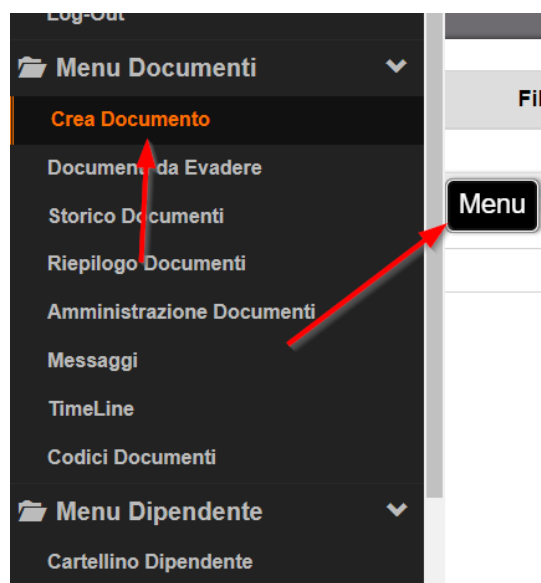 Log-Out
Menu Documenti
Fil
Crea Documento
Documenti da Evadere
Menu
Storico Documenti
Riepilogo Documenti
Amministrazione Documenti
Messaggi
TimeLine
Codici Documenti
Menu Dipendente
Cartellino Dipendente